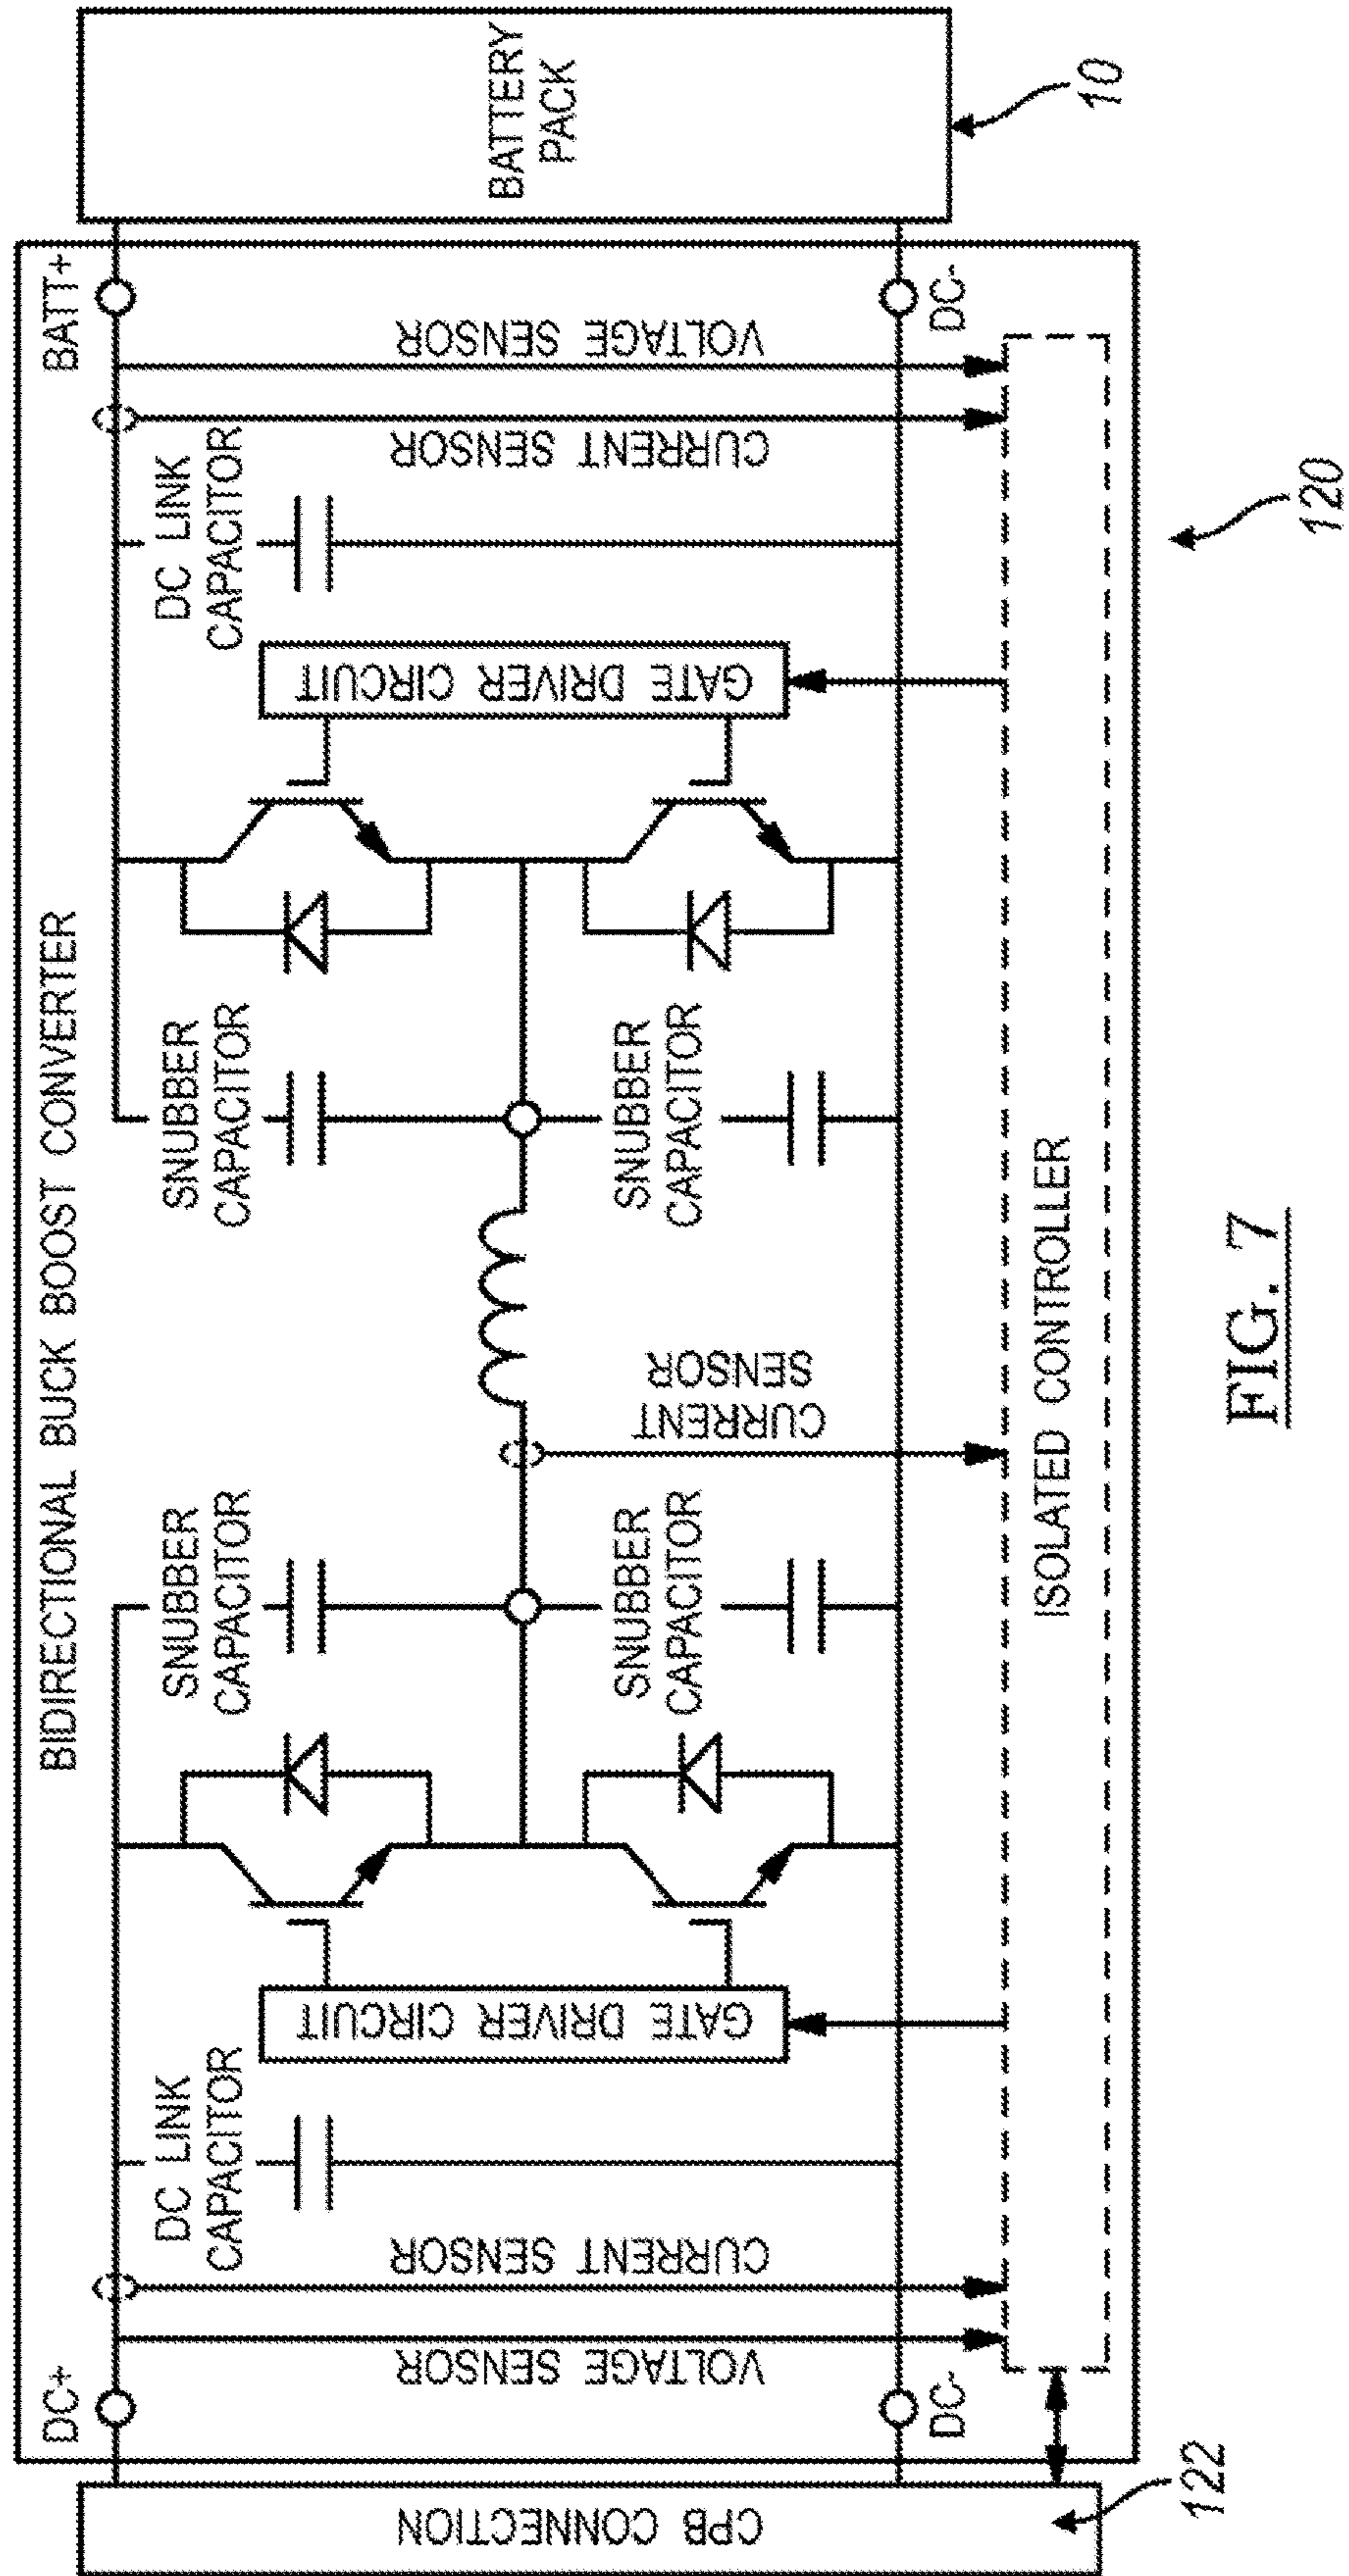 BIDIRECTIONAL BUCK BOOST CONVERTER
CPB CONNECTION
122
DC+
DC-
VOLTAGE SENSOR
CURRENT SENSOR
DC LINK
CAPACITOR
GATE DRIVER CIRCUIT
SNUBBER
CAPACITOR
SNUBBER
CAPACITOR
CURRENT
SENSOR
SNUBBER
CAPACITOR
SNUBBER
CAPACITOR
GATE DRIVER CIRCUIT
DC LINK
CAPACITOR
CURRENT SENSOR
VOLTAGE SENSOR
BATT+
DC-
BATTERY
PACK
10
ISOLATED CONTROLLER
120
FIG. 7